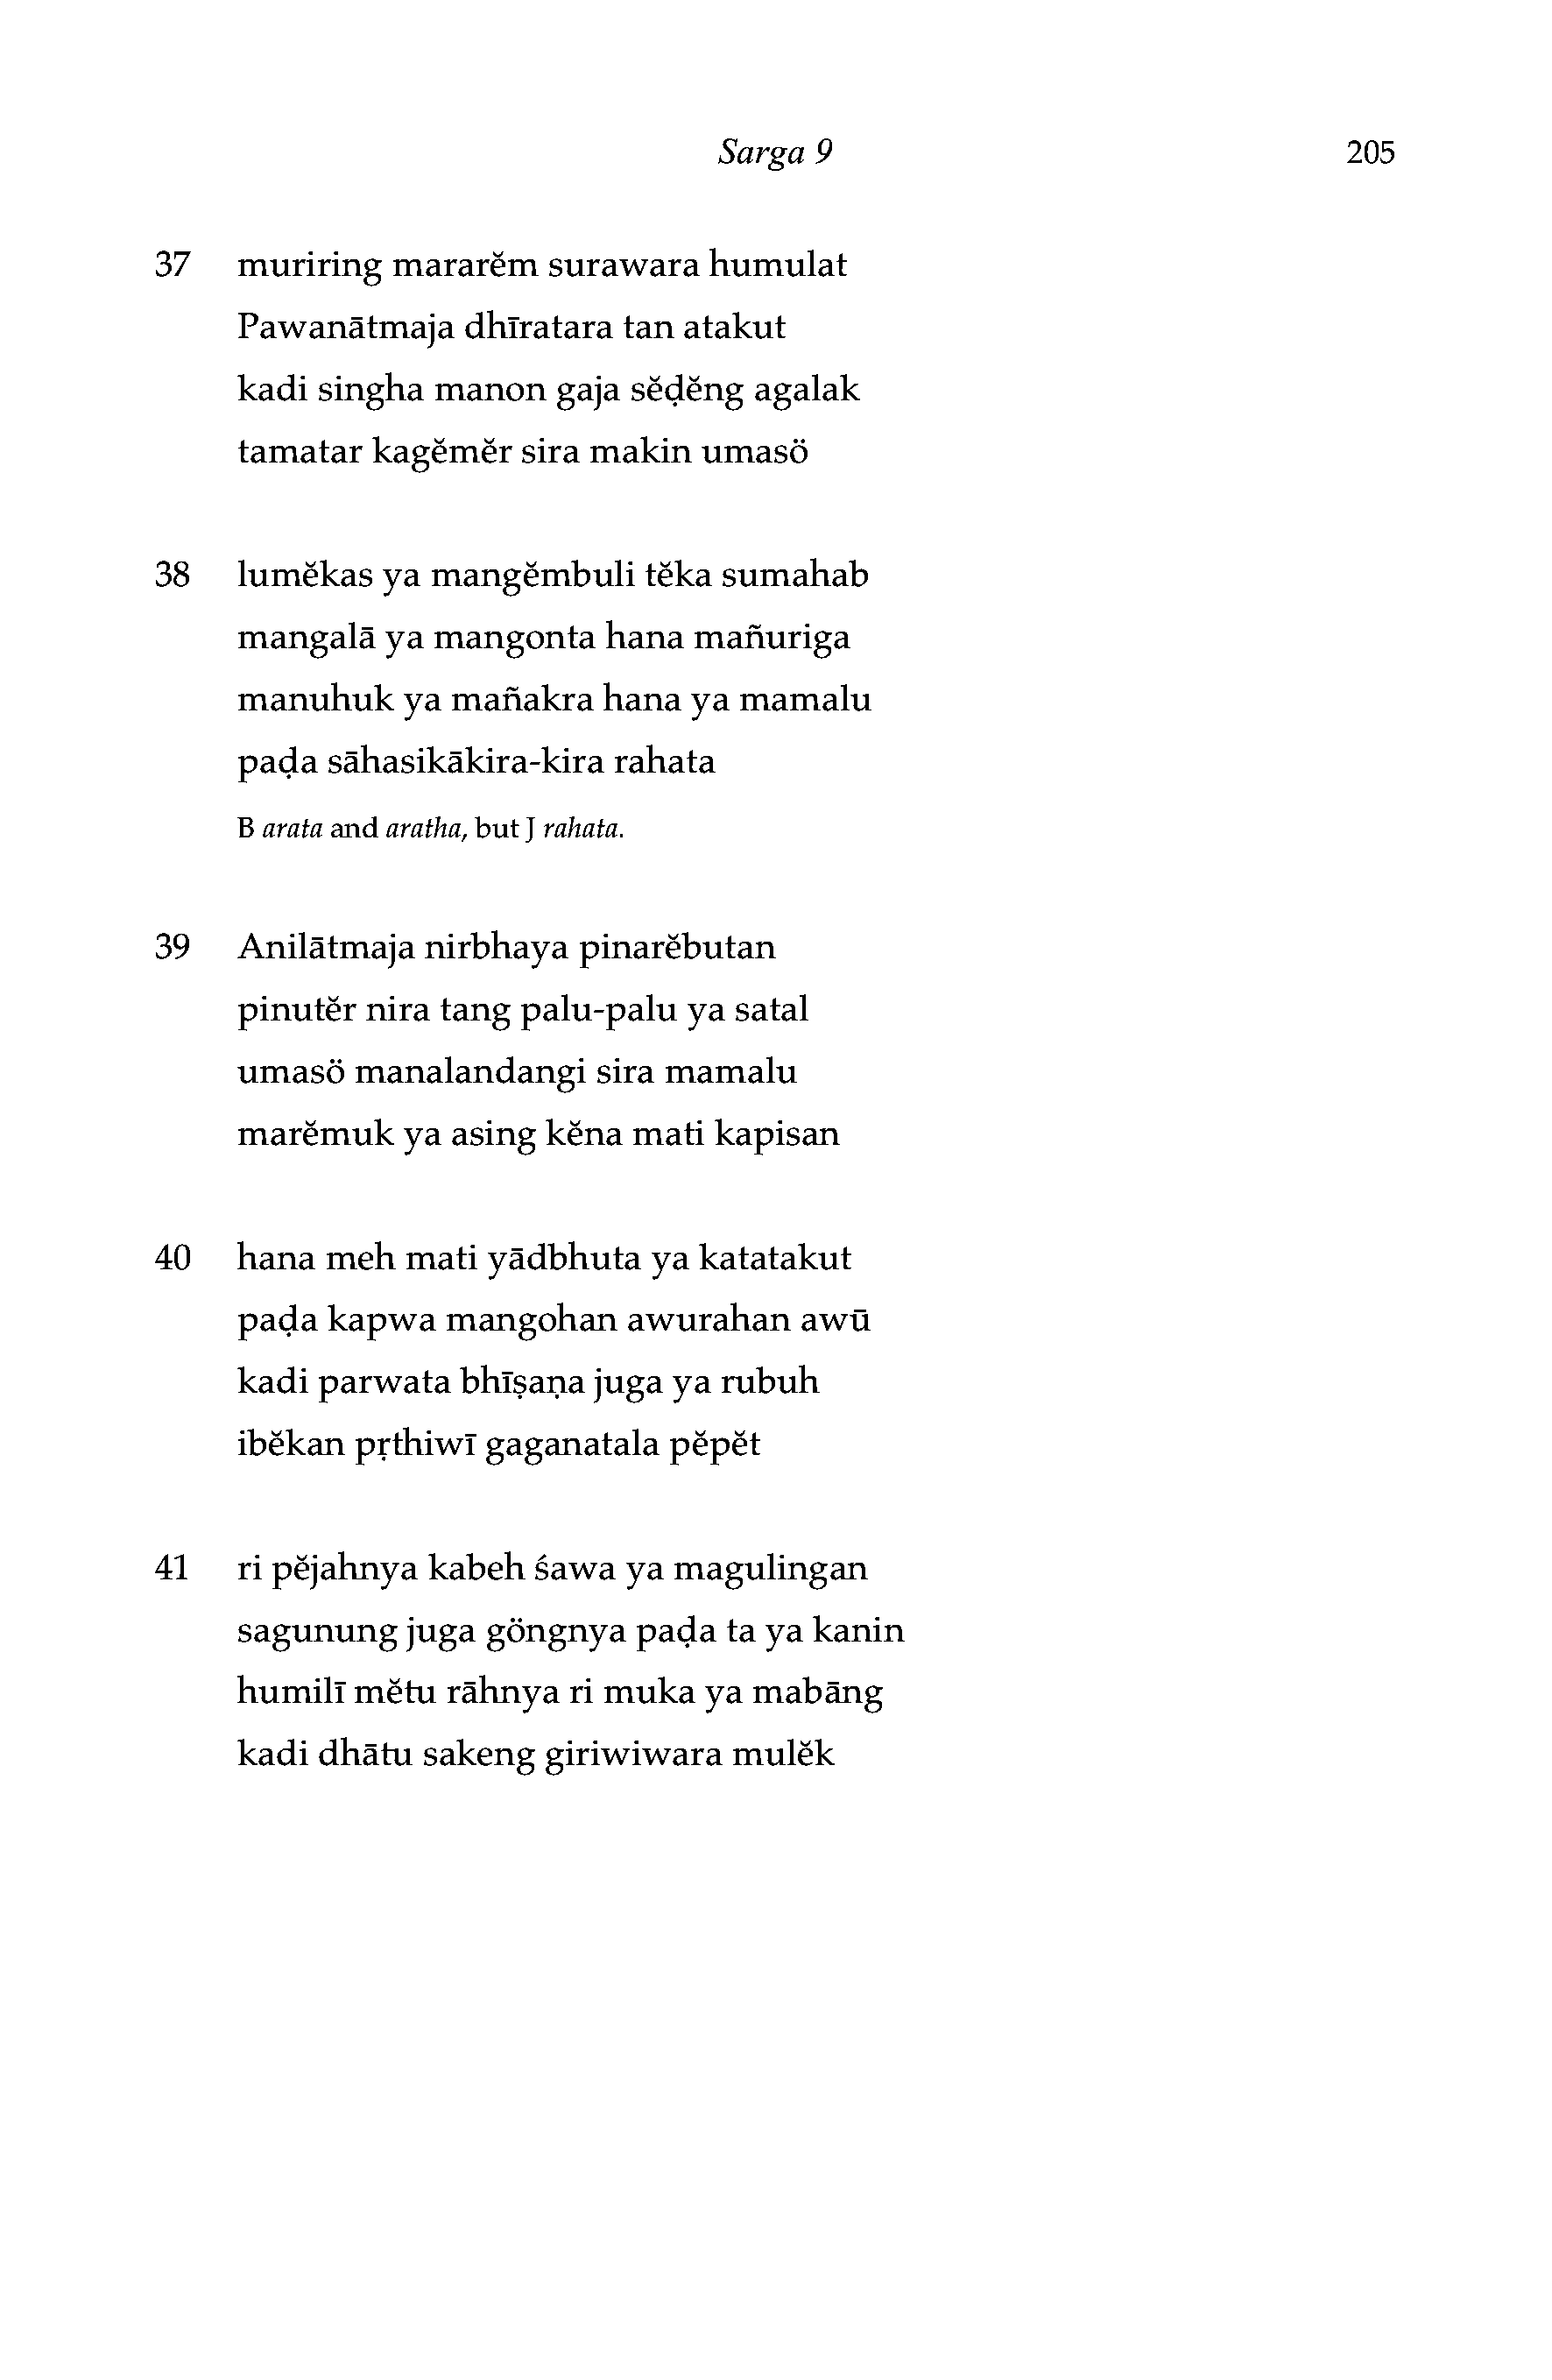 Sarga 9 205
37 muriring mararĕm surawara humulat
Pawanātmaja dhīratara tan atakut
kadi singha manon gaja sĕḍĕng agalak
tamatar kagĕmĕr sira makin umasö
38 lumĕkas ya mangĕmbuli tĕka sumahab
mangalā ya mangonta hana mañuriga
manuhuk ya mañakra hana ya mamalu
paḍa sāhasikākira-kira rahata
B arata and aratha, but J rahata.
39 Anilātmaja nirbhaya pinarĕbutan
pinutĕr nira tang palu-palu ya satal
umasö manalandangi sira mamalu
marĕmuk ya asing kĕna mati kapisan
40 hana meh mati yādbhuta ya katatakut
paḍa kapwa mangohan awurahan awū
kadi parwata bhīṣaṇa juga ya rubuh
ibĕkan pṛthiwī gaganatala pĕpĕt
41 ri pĕjahnya kabeh śawa ya magulingan
sagunung juga göngnya paḍa ta ya kanin
humilī mĕtu rāhnya ri muka ya mabāng
kadi dhātu sakeng giriwiwara mulĕk